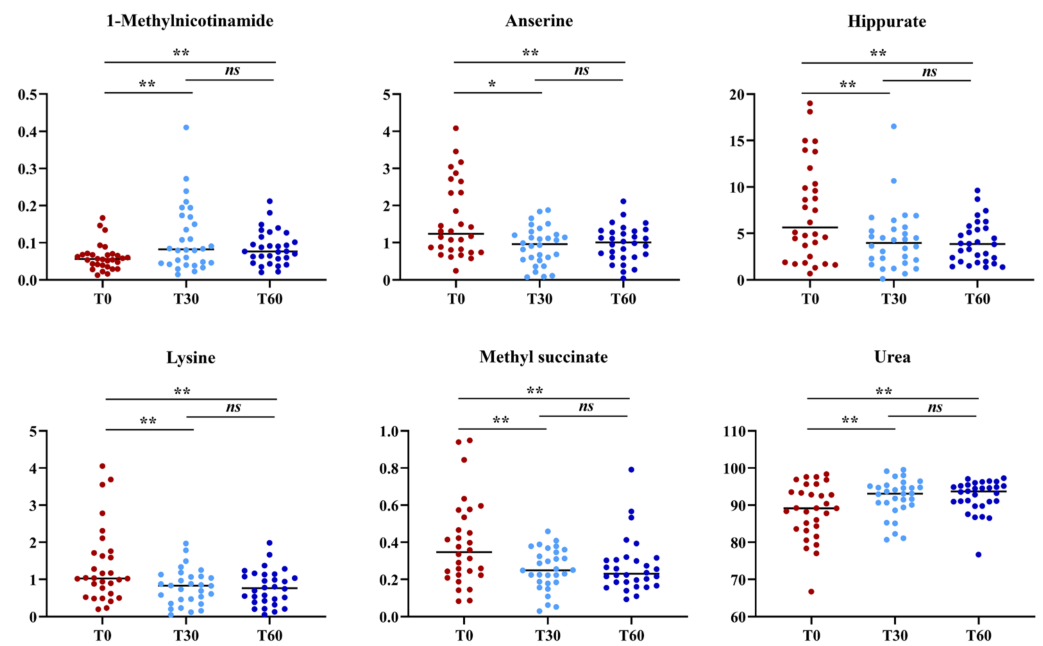 1-Methylnicotinamide
**
ns
**
0.5
0.4
0.3
0.2
0.1
0.0
T0 T30 T60
Anserine
**
ns
*
5
4
3
2
1
0
T0 T30 T60
Hippurate
**
ns
**
20
15
10
5
0
T0 T30 T60
Lysine
**
ns
**
5
4
3
2
1
0
T0 T30 T60
Methyl succinate
**
ns
**
1.0
0.8
0.6
0.4
0.2
0.0
T0 T30 T60
Urea
**
ns
**
110
100
90
80
70
60
T0 T30 T60